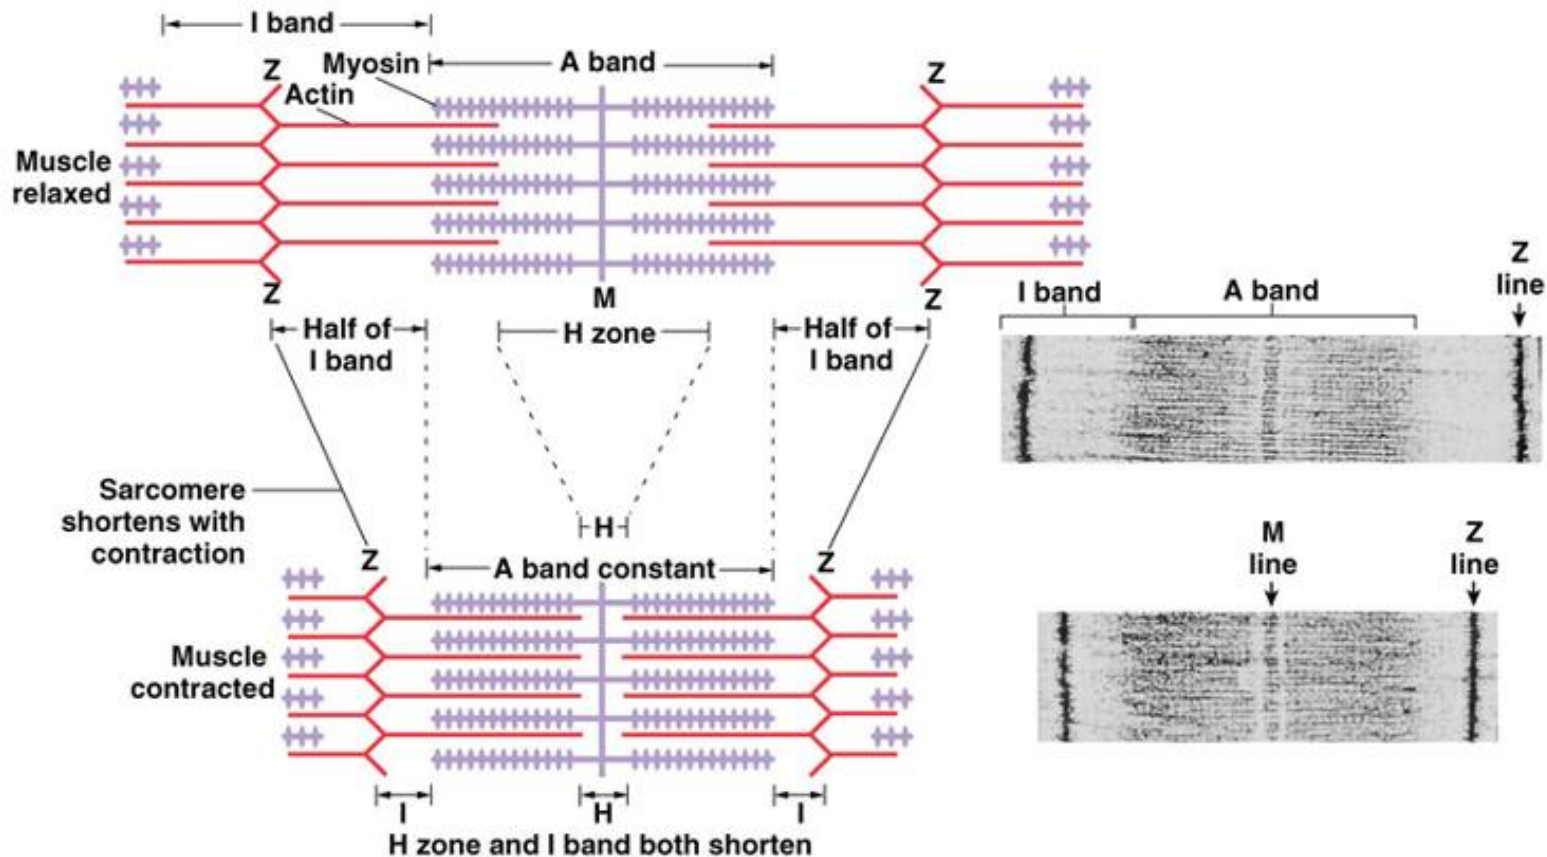 I band
Z
Myosin
A band
Z
Actin
Muscle
relaxed
Z
M
Z
Half of
I band
H zone
Half of
I band
I band
A band
Z
line
Sarcomere
shortens with
contraction
H
Z
A band constant
Z
M
line
Z
line
Muscle
contracted
I
H
I
H zone and I band both shorten